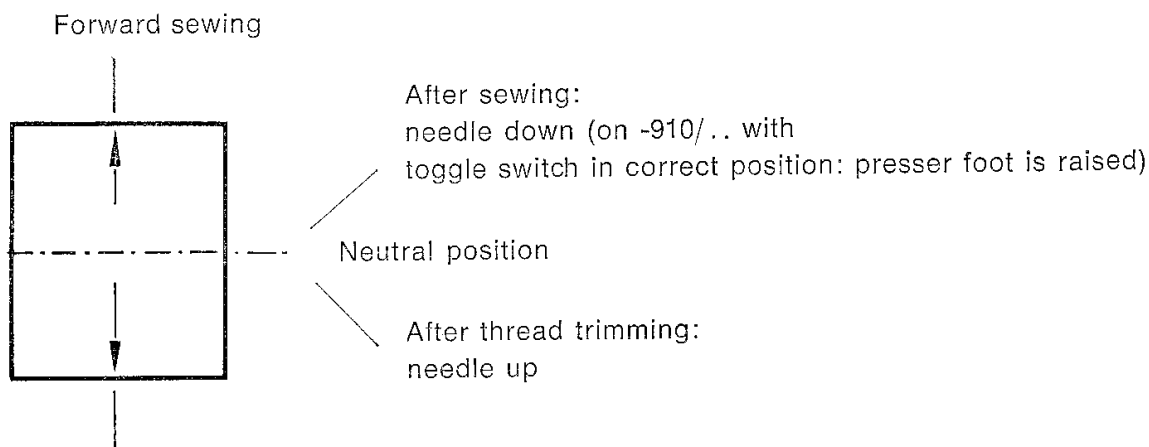 Forward sewing
After sewing:
needle down (on -910/.. with
toggle switch in correct position: presser foot is raised)
Neutral position
After thread trimming:
needle up